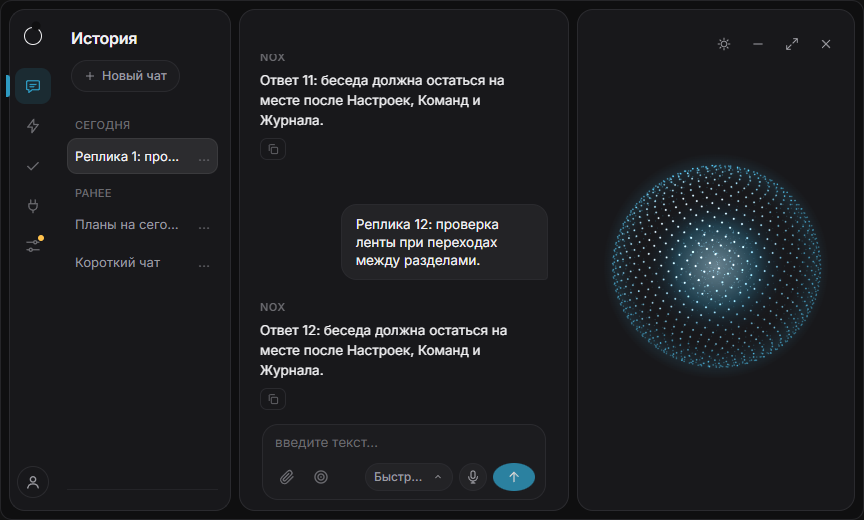 История
+ Новый чат
СЕГОДНЯ
Реплика 1: про... ...
РАНЕЕ
Планы на сего... ...
Короткий чат ...
NOX
Ответ 11: беседа должна остаться на
месте после Настроек, Команд и
Журнала.
Реплика 12: проверка
ленты при переходах
между разделами.
NOX
Ответ 12: беседа должна остаться на
месте после Настроек, Команд и
Журнала.
введите текст...
Быстр...